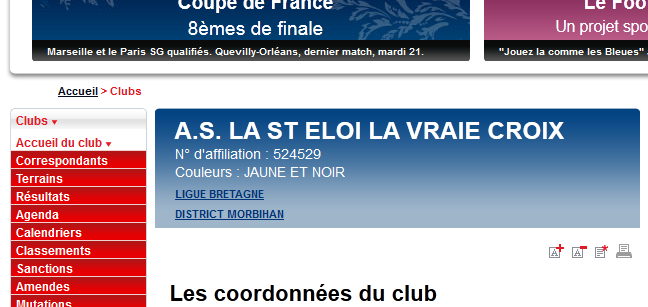 Coupe de France
8èmes de finale
Marseille et le Paris SG qualifiés. Quevilly-Orléans, dernier match, mardi 21.
Le Foo
Un projet spo
"Jouez la comme les Bleues"
Accueil > Clubs
Clubs
Accueil du club
Correspondants
Terrains
Résultats
Agenda
Calendriers
Classements
Sanctions
Amendes
Mutations
A.S. LA ST ELOI LA VRAIE CROIX
N° d'affiliation : 524529
Couleurs : JAUNE ET NOIR
LIGUE BRETAGNE
DISTRICT MORBIHAN
A+ A-
Les coordonnées du club